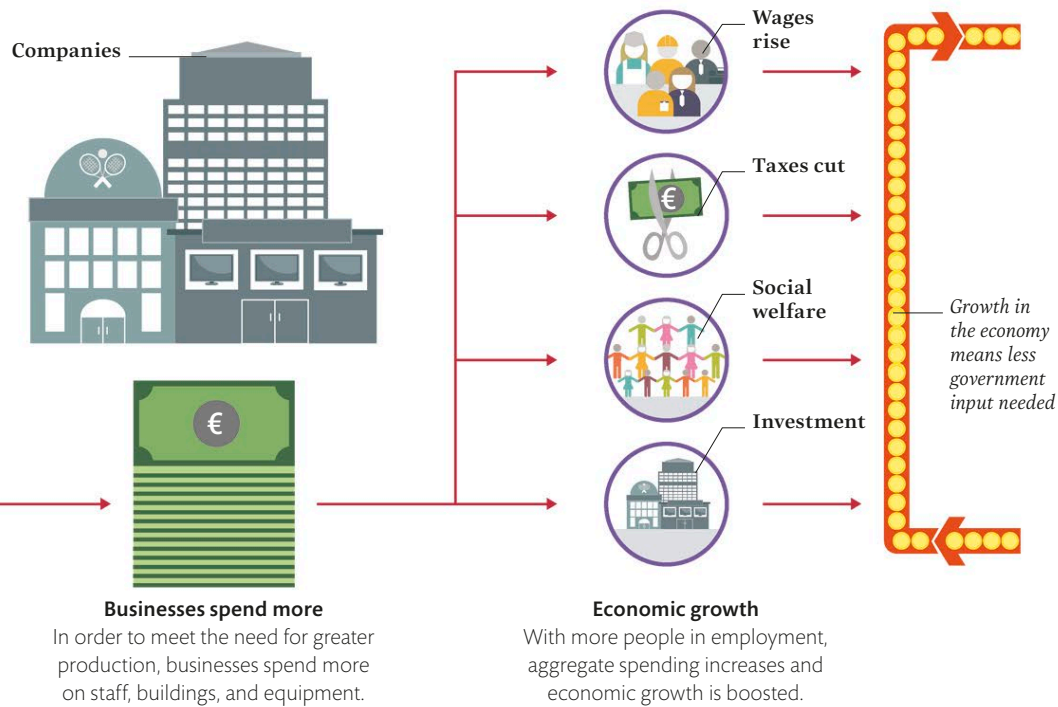 Companies
Wages
rise
Taxes cut
€
Social
welfare
Growth in
the economy
means less
government
input needed
Investment
€
Businesses spend more
In order to meet the need for greater
production, businesses spend more
on staff, buildings, and equipment.
Economic growth
With more people in employment,
aggregate spending increases and
economic growth is boosted.